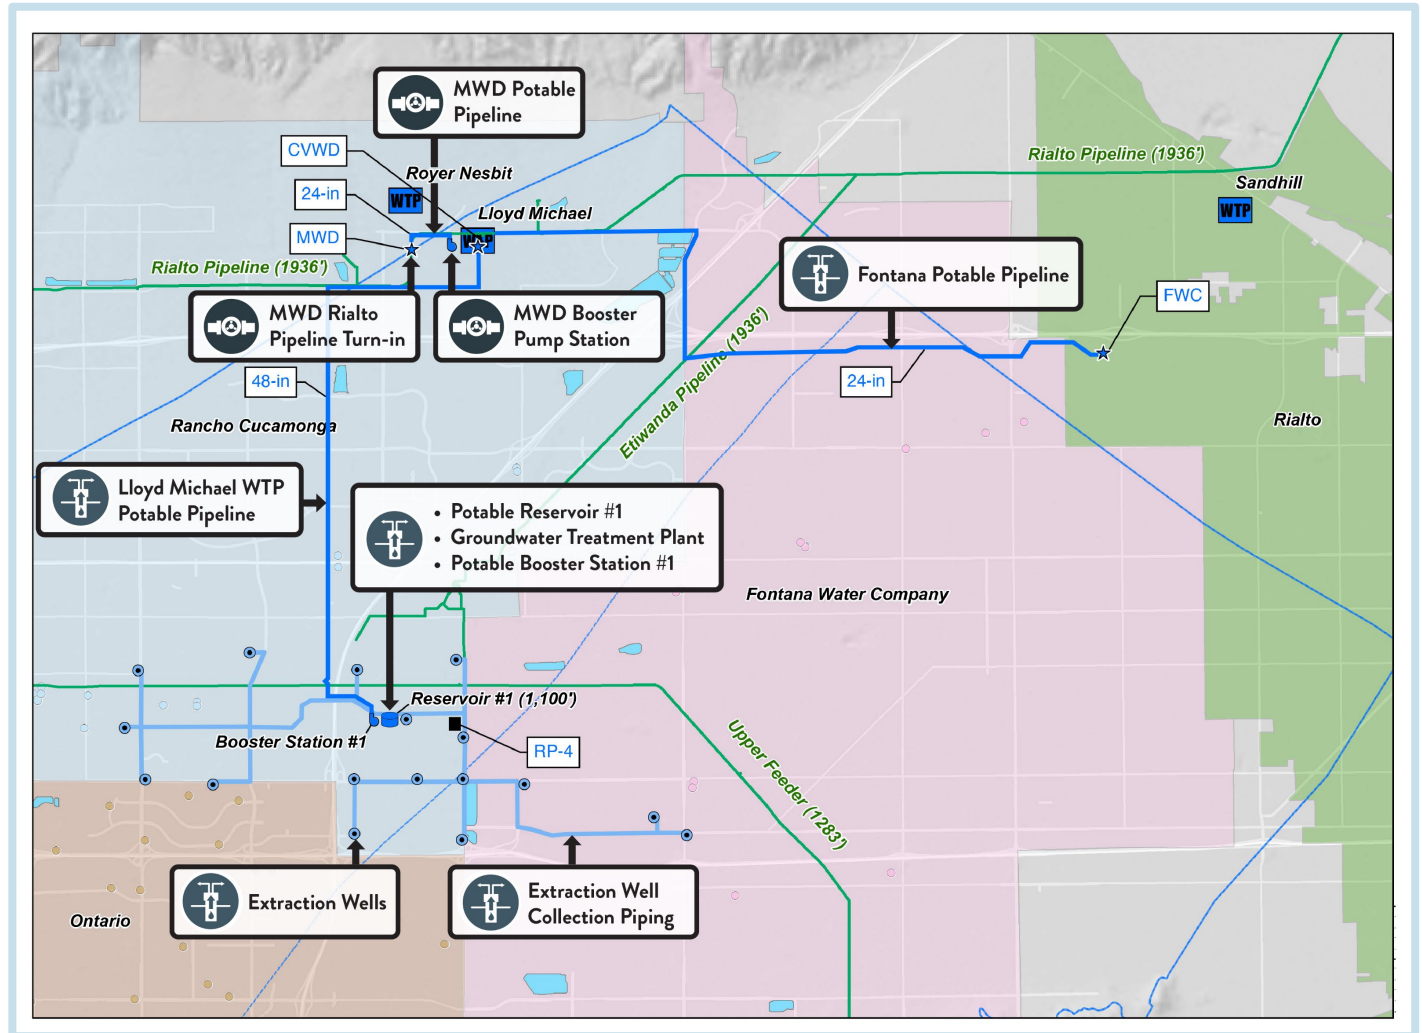 MWD Potable
Pipeline
CVWD
Royer Nesbit
WTP
24-in
Lloyd Michael
MWD
WTP
Rialto Pipeline (1936')
Rialto Pipeline (1936')
Sandhill
WTP
MWD Rialto
Pipeline Turn-in
MWD Booster
Pump Station
Fontana Potable Pipeline
FWC
Etiwanda Pipeline (1936')
48-in
24-in
Rancho Cucamonga
Rialto
Lloyd Michael WTP
Potable Pipeline
• Potable Reservoir #1
• Groundwater Treatment Plant
• Potable Booster Station #1
Fontana Water Company
Reservoir #1 (1,100')
Booster Station #1
RP-4
Upper Feeder (1283')
Extraction Wells
Extraction Well
Collection Piping
Ontario